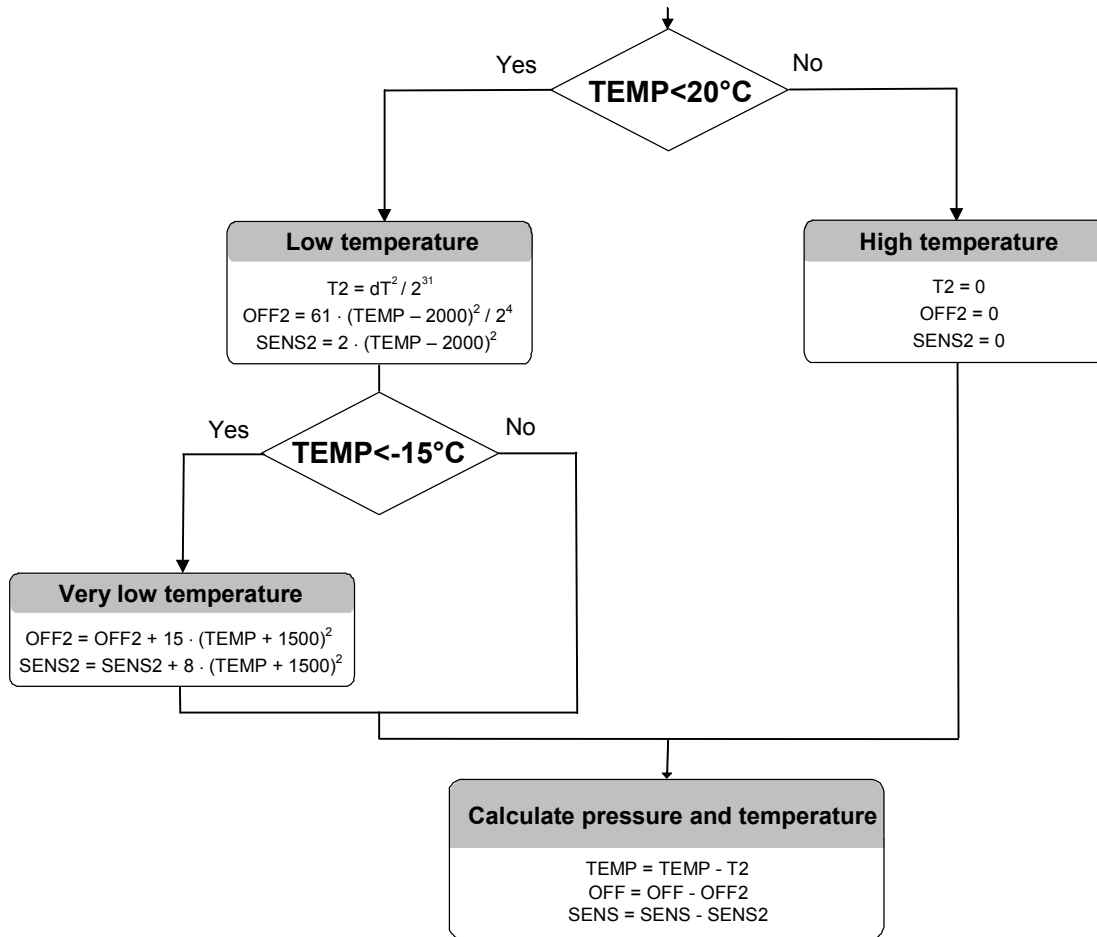 Yes
TEMP<20°C
No
Low temperature
T2 = dT² / 2³¹
OFF2 = 61 · (TEMP – 2000)² / 2⁴
SENS2 = 2 · (TEMP – 2000)²
High temperature
T2 = 0
OFF2 = 0
SENS2 = 0
Yes
TEMP<-15°C
No
Very low temperature
OFF2 = OFF2 + 15 · (TEMP + 1500)²
SENS2 = SENS2 + 8 · (TEMP + 1500)²
Calculate pressure and temperature
TEMP = TEMP - T2
OFF = OFF - OFF2
SENS = SENS - SENS2